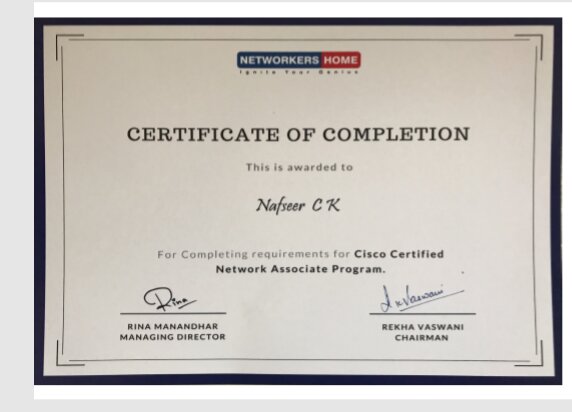 NETWORKERS HOME
Ignite Your Genius
CERTIFICATE OF COMPLETION
This is awarded to
Nafseer C K
For Completing requirements for Cisco Certified
Network Associate Program.
Rina
RINA MANANDHAR
MANAGING DIRECTOR
REKHA VASWANI
CHAIRMAN